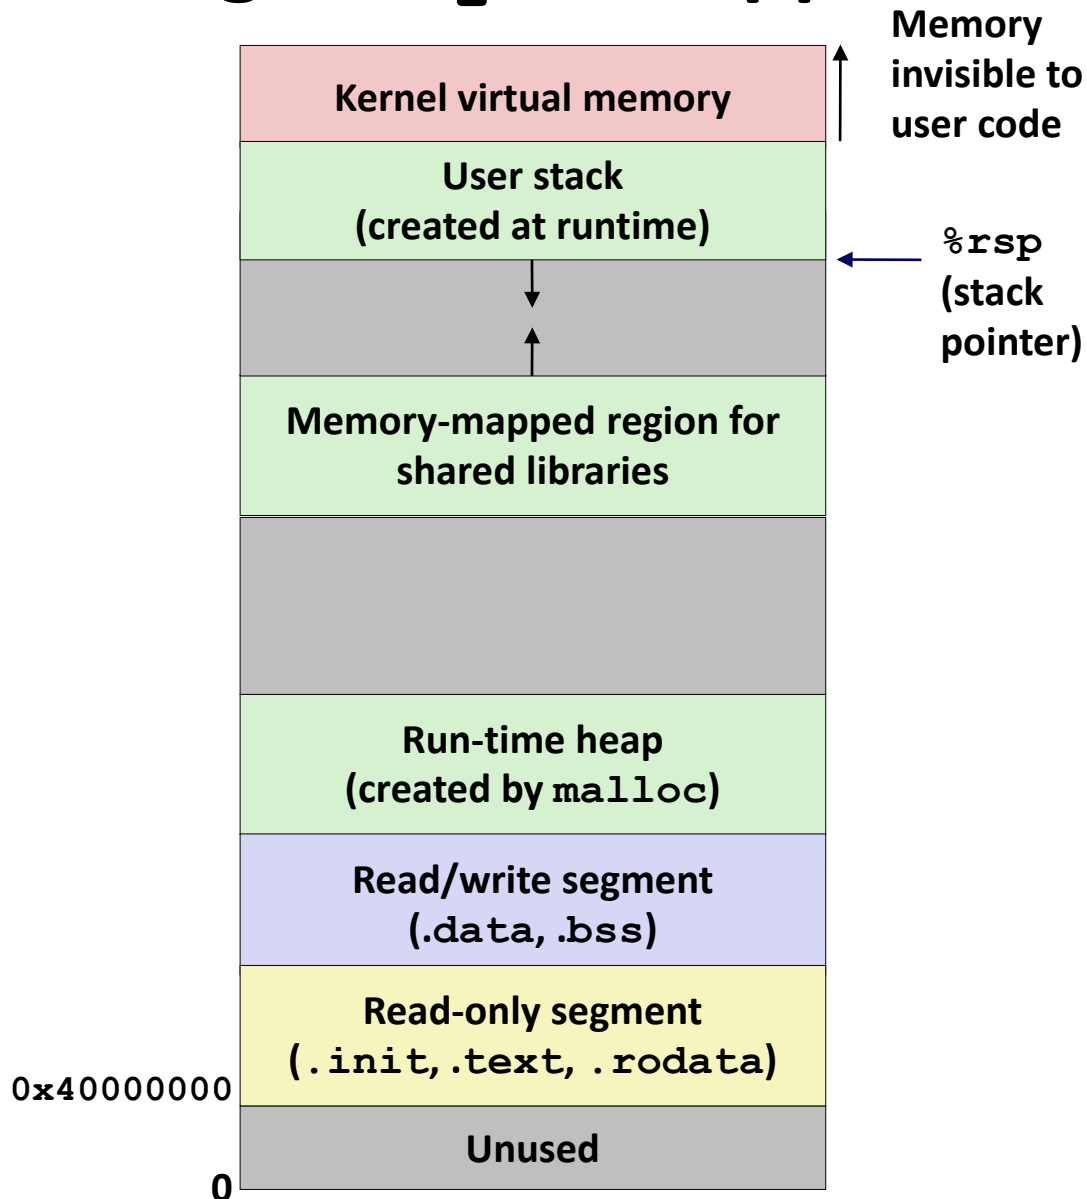 Memory
invisible to
user code
Kernel virtual memory
User stack
(created at runtime)
%rsp
(stack
pointer)
Memory-mapped region for
shared libraries
Run-time heap
(created by malloc)
Read/write segment
(.data, .bss)
Read-only segment
(.init, .text, .rodata)
0x40000000
Unused
0